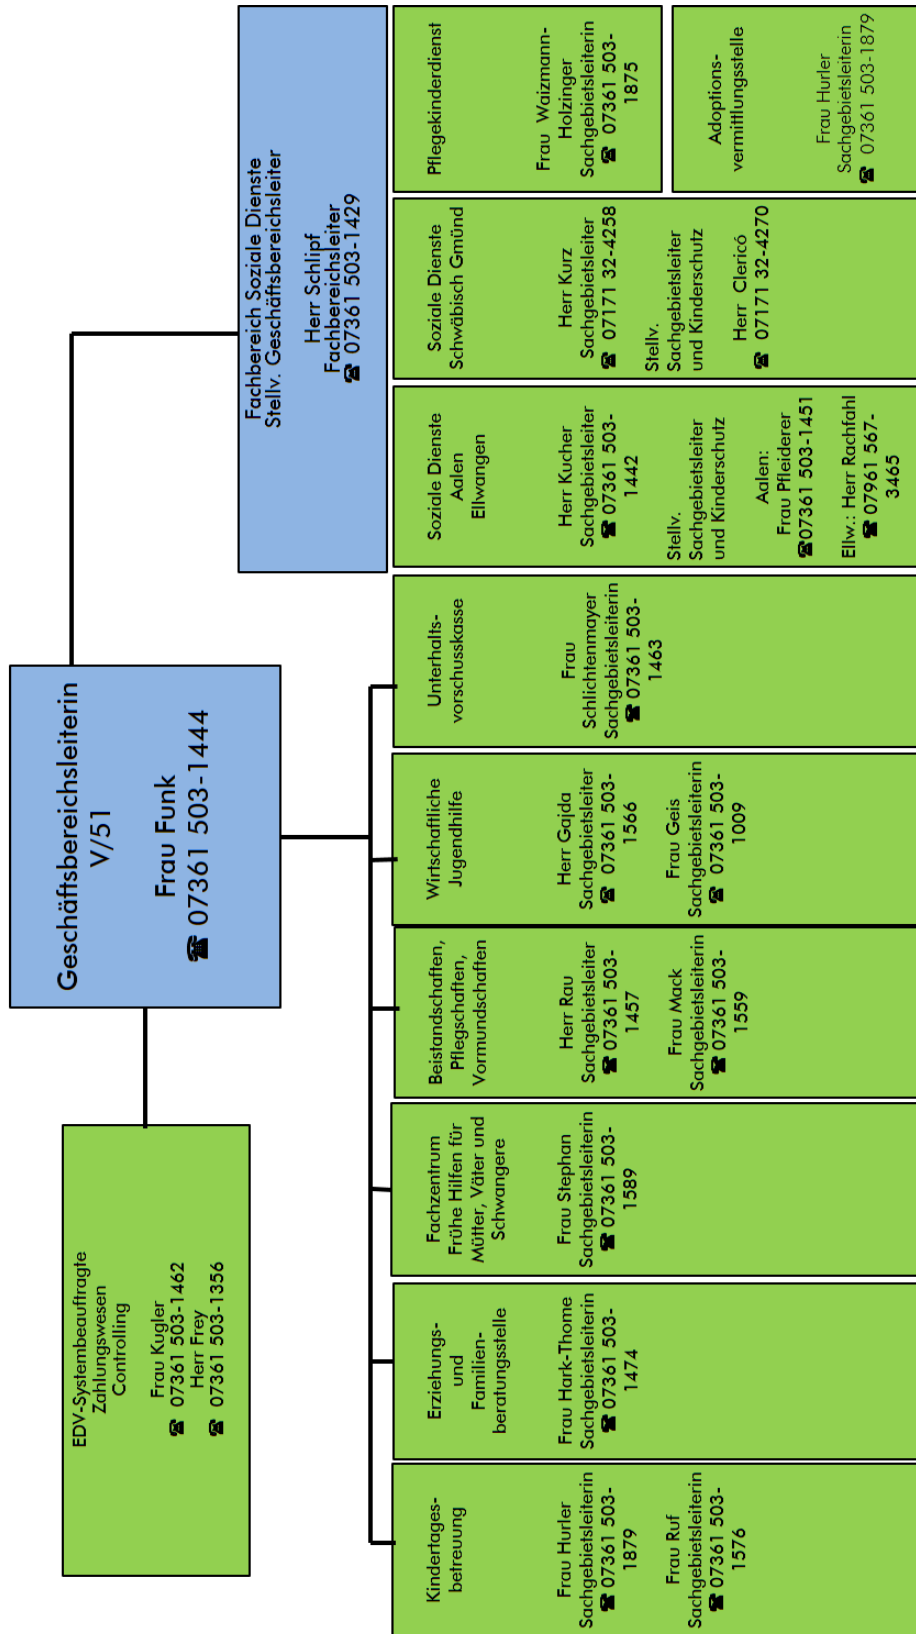 Geschäftsbereichsleiterin
V/51
Frau Funk
☎ 07361 503-1444
EDV-Systembeauftragte
Zahlungswesen
Controlling
Frau Kugler
☎ 07361 503-1462
Herr Frey
☎ 07361 503-1356
Fachbereich Soziale Dienste
Stellv. Geschäftsbereichsleiter
Herr Schlipf
Fachbereichsleiter
☎ 07361 503-1429
Kindertages-
betreuung
Frau Hurler
Sachgebietsleiterin
☎ 07361 503-
1879
Frau Ruf
Sachgebietsleiterin
☎ 07361 503-
1576
Erziehungs-
und
Familien-
beratungsstelle
Frau Hark-Thome
Sachgebietsleiterin
☎ 07361 503-
1474
Fachzentrum
Frühe Hilfen für
Mütter, Väter und
Schwangere
Frau Stephan
Sachgebietsleiterin
☎ 07361 503-
1589
Beistandschaften,
Pflegschaften,
Vormundschaften
Herr Rau
Sachgebietsleiter
☎ 07361 503-
1457
Frau Mack
Sachgebietsleiterin
☎ 07361 503-
1559
Wirtschaftliche
Jugendhilfe
Herr Gajda
Sachgebietsleiter
☎ 07361 503-
1566
Frau Geis
Sachgebietsleiterin
☎ 07361 503-
1009
Unterhalts-
vorschusskasse
Frau
Schlichtenmayer
Sachgebietsleiterin
☎ 07361 503-
1463
Soziale Dienste
Aalen
Ellwangen
Herr Kucher
Sachgebietsleiter
☎ 07361 503-
1442
Stellv.
Sachgebietsleiter
und Kinderschutz
Aalen:
Frau Pfleiderer
☎07361 503-1451
Ellw.: Herr Rachfahl
☎ 07961 567-
3465
Soziale Dienste
Schwäbisch Gmünd
Herr Kurz
Sachgebietsleiter
☎ 07171 32-4258
Stellv.
Sachgebietsleiter
und Kinderschutz
Herr Clericó
☎ 07171 32-4270
Pflegekinderdienst
Frau Waizmann-
Holzinger
Sachgebietsleiterin
☎ 07361 503-
1875
Adoptions-
vermittlungsstelle
Frau Hurler
Sachgebietsleiterin
☎ 07361 503-1879